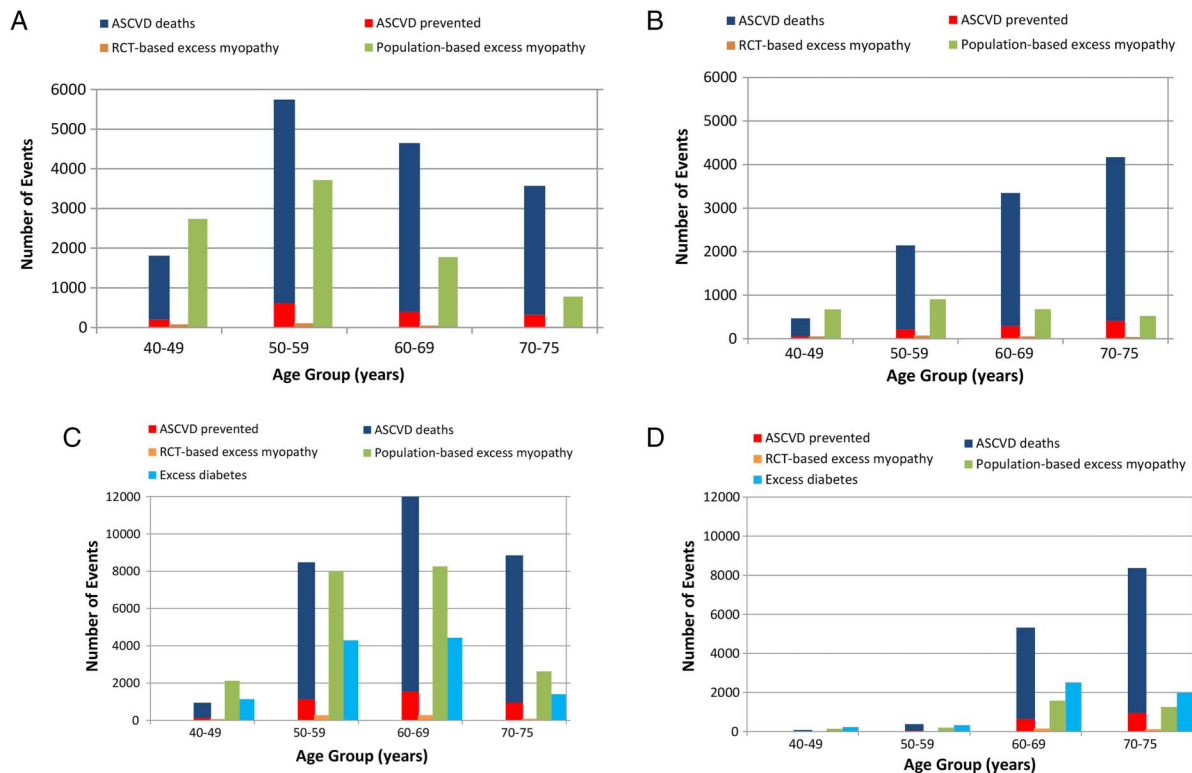 A
ASCVD deaths ASCVD prevented
RCT-based excess myopathy Population-based excess myopathy
6000
5000
4000
3000
2000
1000
0
Number of Events
40-49 50-59 60-69 70-75
Age Group (years)
B
ASCVD deaths ASCVD prevented
RCT-based excess myopathy Population-based excess myopathy
6000
5000
4000
3000
2000
1000
0
Number of Events
40-49 50-59 60-69 70-75
Age Group (years)
C
ASCVD prevented ASCVD deaths
RCT-based excess myopathy Population-based excess myopathy
Excess diabetes
12000
10000
8000
6000
4000
2000
0
Number of Events
40-49 50-59 60-69 70-75
Age Group (years)
D
ASCVD prevented ASCVD deaths
RCT-based excess myopathy Population-based excess myopathy
Excess diabetes
12000
10000
8000
6000
4000
2000
0
Number of Events
40-49 50-59 60-69 70-75
Age Group (years)